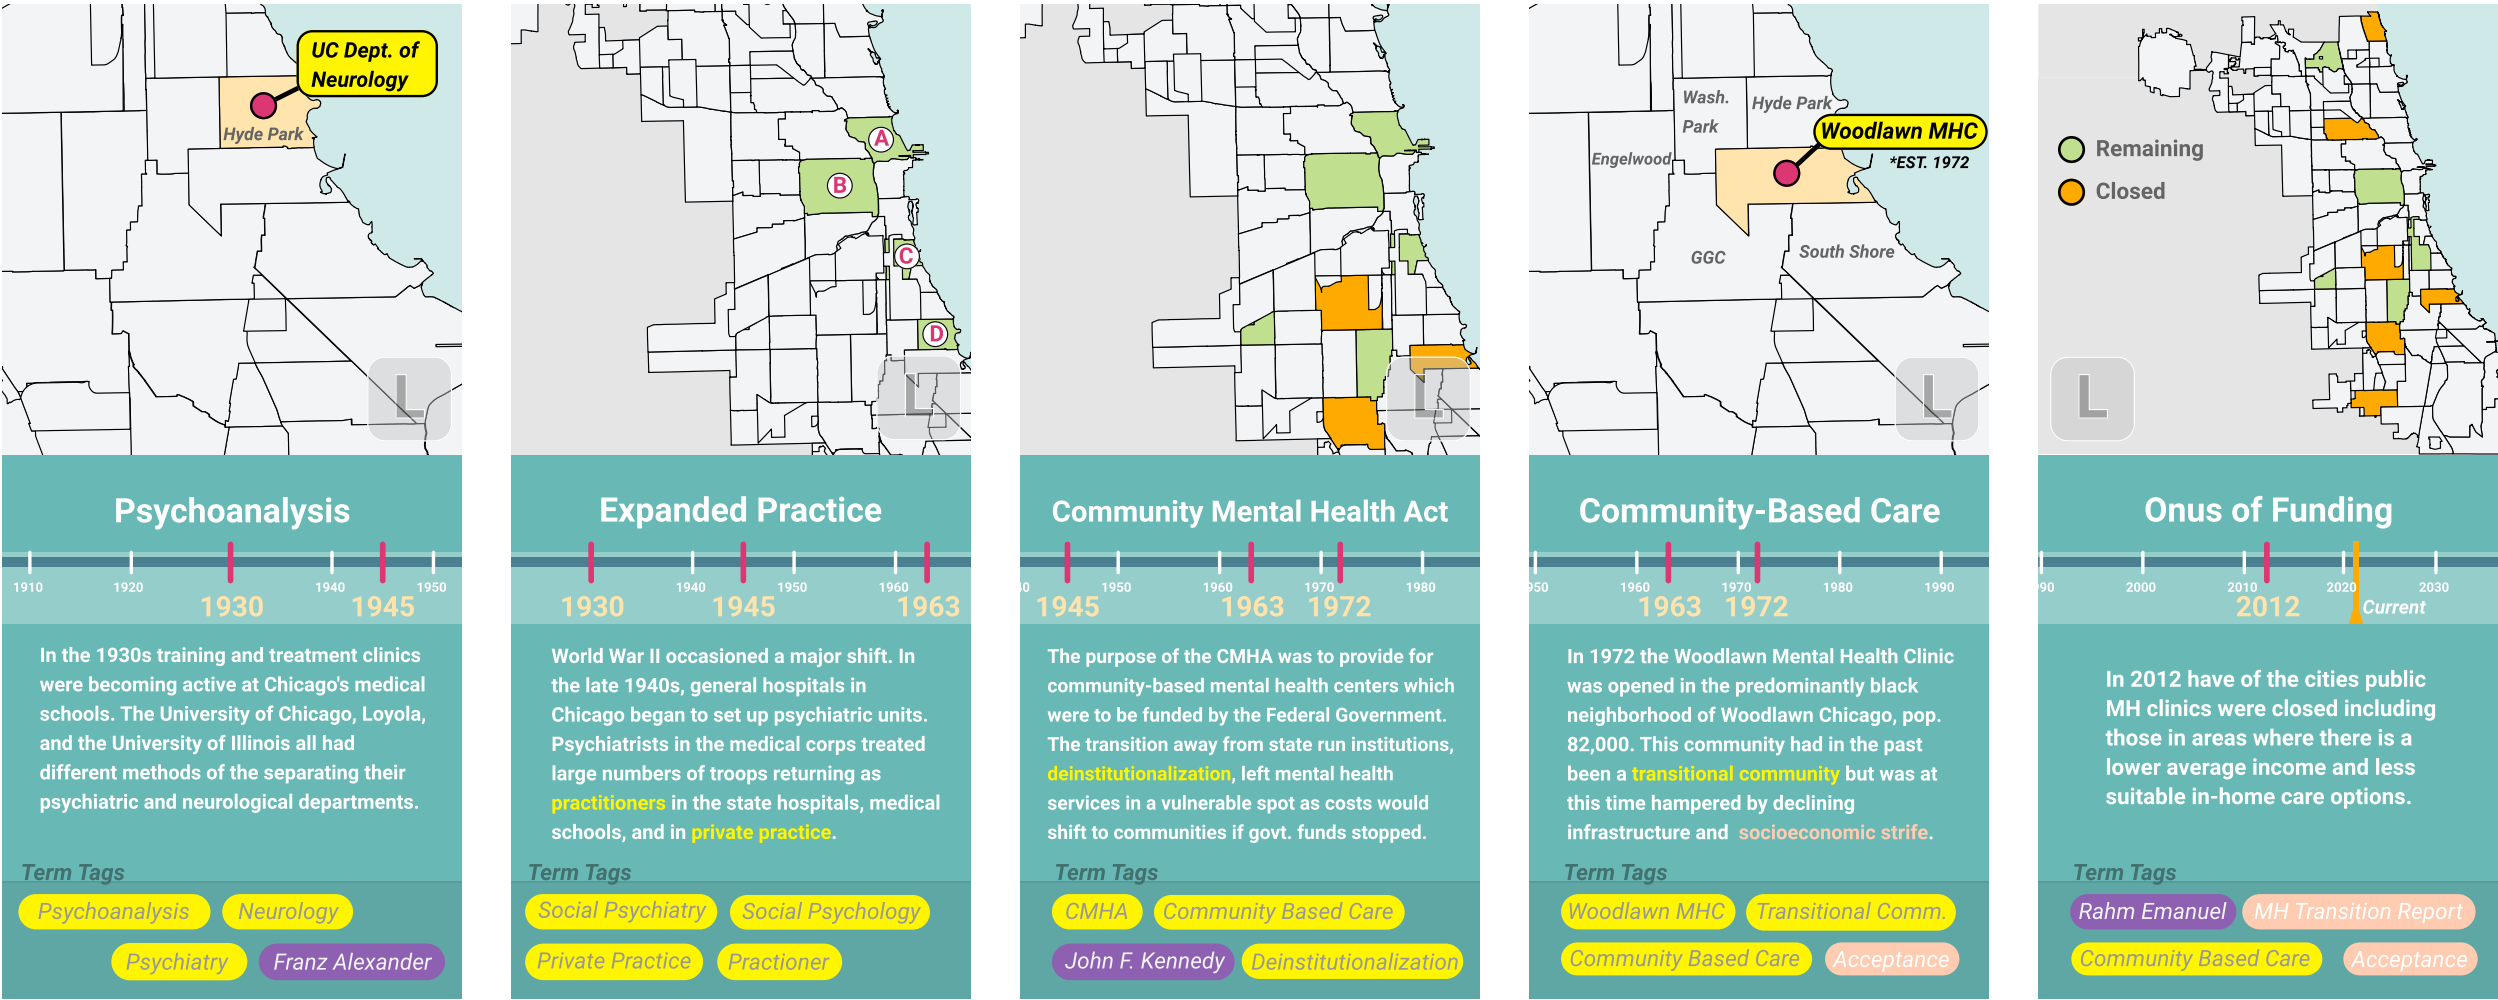 UC Dept. of
Neurology
Hyde Park
L
Psychoanalysis
1910 1920 1940 1950
1930 1945
In the 1930s training and treatment clinics
were becoming active at Chicago's medical
schools. The University of Chicago, Loyola,
and the University of Illinois all had
different methods of the separating their
psychiatric and neurological departments.
Term Tags
Psychoanalysis Neurology
Psychiatry Franz Alexander
A
B
C
D
L
Expanded Practice
1940 1950 1960
1930 1945 1963
World War II occasioned a major shift. In
the late 1940s, general hospitals in
Chicago began to set up psychiatric units.
Psychiatrists in the medical corps treated
large numbers of troops returning as
practitioners in the state hospitals, medical
schools, and in private practice.
Term Tags
Social Psychiatry Social Psychology
Private Practice Practioner
L
Community Mental Health Act
30 1950 1960 1970 1980
1945 1963 1972
The purpose of the CMHA was to provide for
community-based mental health centers which
were to be funded by the Federal Government.
The transition away from state run institutions,
deinstitutionalization, left mental health
services in a vulnerable spot as costs would
shift to communities if govt. funds stopped.
Term Tags
CMHA Community Based Care
John F. Kennedy Deinstitutionalization
Wash.
Park
Hyde Park
Woodlawn MHC
*EST. 1972
Engelwood
GGC
South Shore
L
Community-Based Care
950 1960 1970 1980 1990
1963 1972
In 1972 the Woodlawn Mental Health Clinic
was opened in the predominantly black
neighborhood of Woodlawn Chicago, pop.
82,000. This community had in the past
been a transitional community but was at
this time hampered by declining
infrastructure and socioeconomic strife.
Term Tags
Woodlawn MHC Transitional Comm.
Community Based Care Acceptance
Remaining
Closed
L
Onus of Funding
90 2000 2010 2020 2030
2012 Current
In 2012 have of the cities public
MH clinics were closed including
those in areas where there is a
lower average income and less
suitable in-home care options.
Term Tags
Rahm Emanuel MH Transition Report
Community Based Care Acceptance